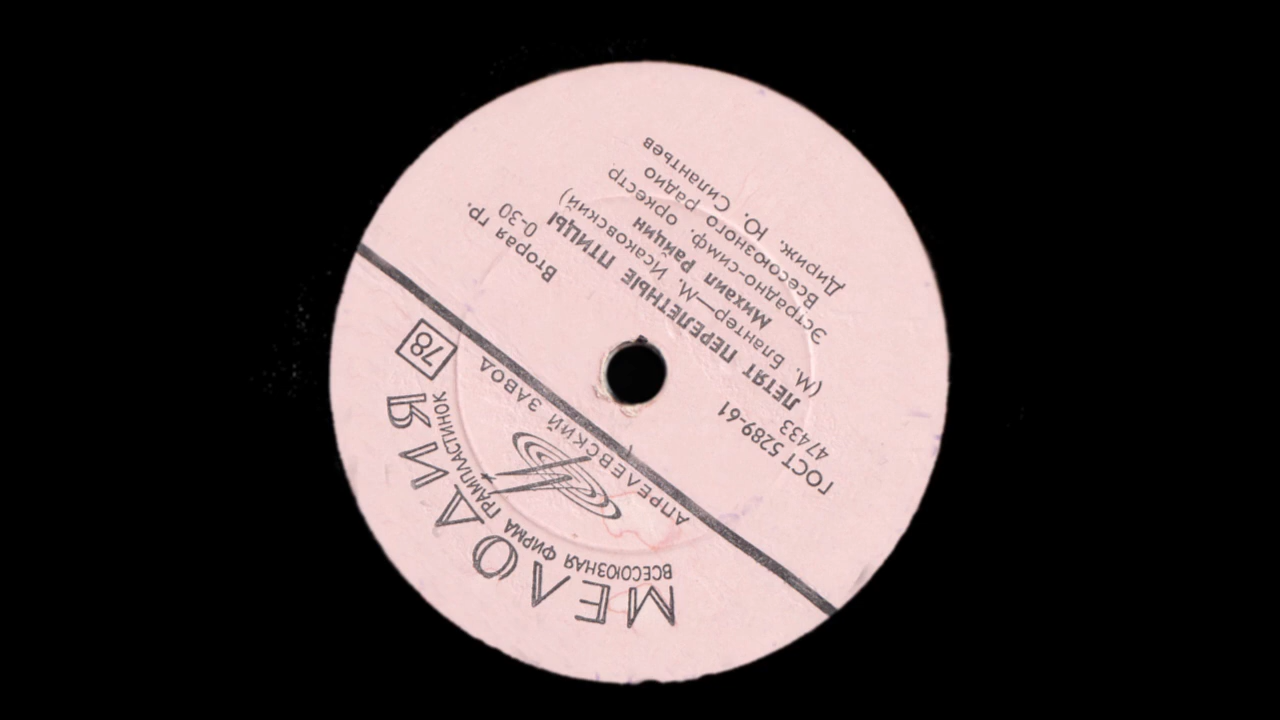 МЕЛОДИЯ
ВСЕСОЮЗНАЯ ФИРМА ГРАМПЛАСТИНОК
78
АПРЕЛЕВСКИЙ ЗАВОД
ГОСТ 5289-61
Вторая гр.
47433
0-30
ЛЕТЯТ ПЕРЕЛЕТНЫЕ ПТИЦЫ
(М. Блантер—М. Исаковский)
Михаил Райцин
Эстрадно-симф. оркестр
Всесоюзного радио
Дириж. Ю. Силантьев